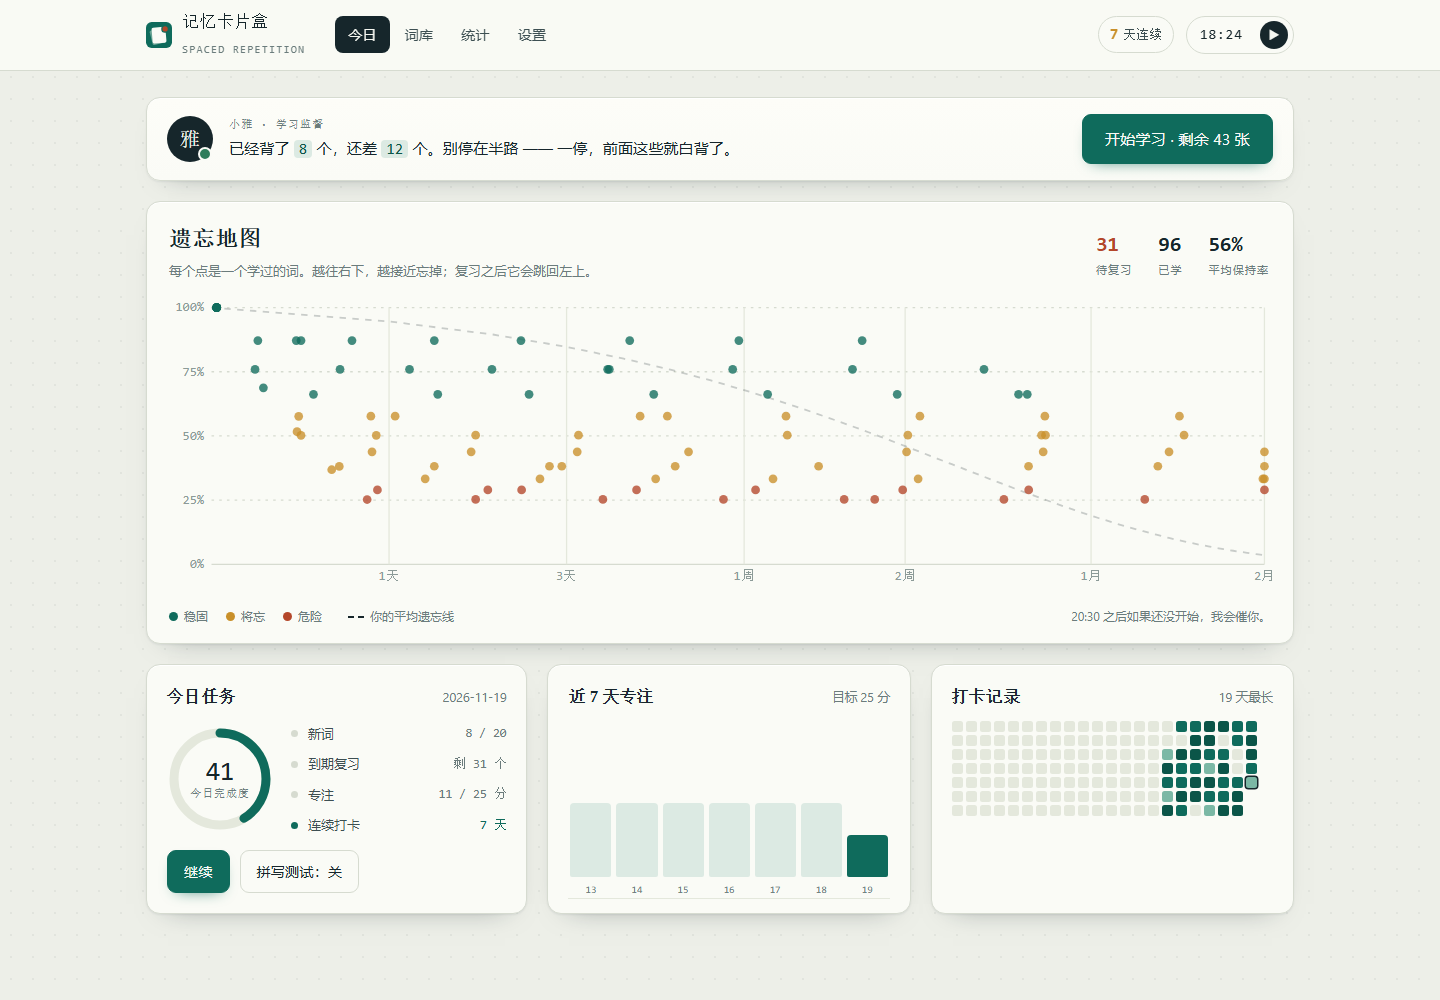 记忆卡片盒
SPACED REPETITION
今日
词库
统计
设置
7 天连续
18:24
雅
小雅 · 学习监督
已经背了 8 个，还差 12 个。别停在半路 —— 一停，前面这些就白背了。
开始学习 · 剩余 43 张
遗忘地图
每个点是一个学过的词。越往右下，越接近忘掉；复习之后它会跳回左上。
31
待复习
96
已学
56%
平均保持率
100%
75%
50%
25%
0%
1天
3天
1周
2周
1月
2月
稳固
将忘
危险
你的平均遗忘线
20:30 之后如果还没开始，我会催你。
今日任务
2026-11-19
41
今日完成度
新词
8 / 20
到期复习
剩 31 个
专注
11 / 25 分
连续打卡
7 天
继续
拼写测试：关
近 7 天专注
目标 25 分
13
14
15
16
17
18
19
打卡记录
19 天最长